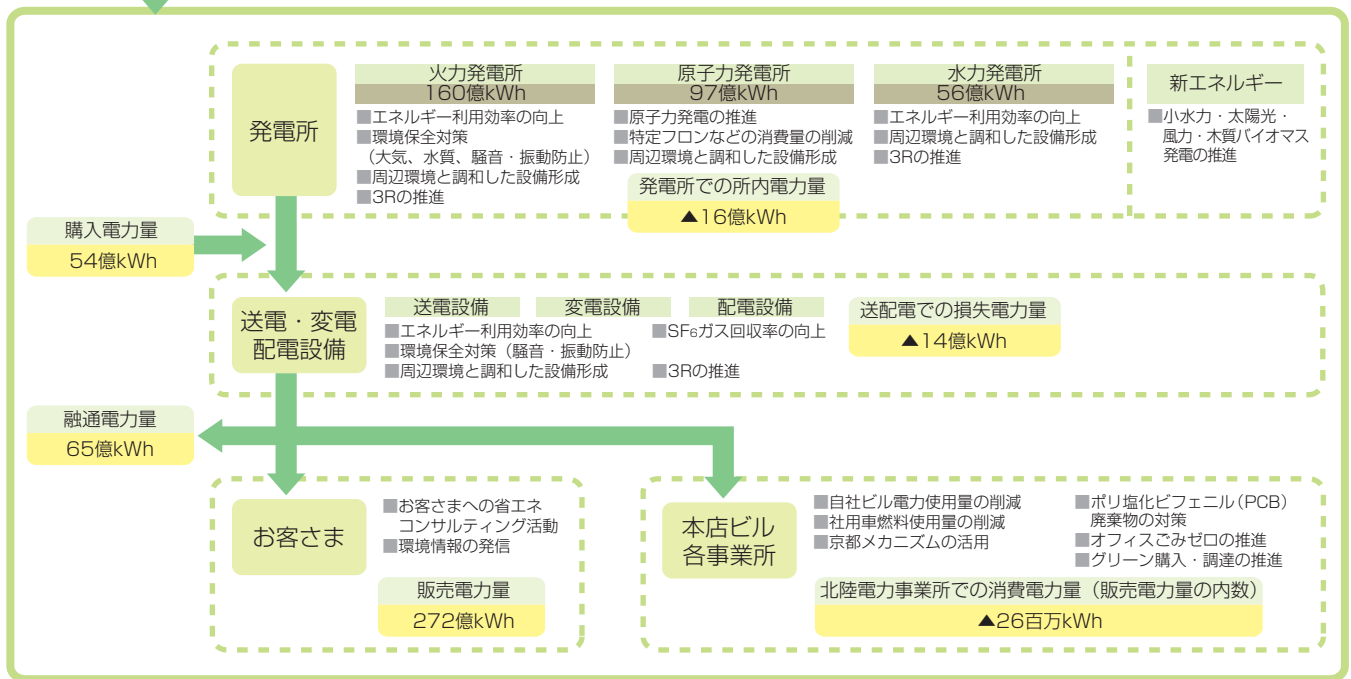 発電所
火力発電所
160億kWh
■エネルギー利用効率の向上
■環境保全対策
（大気、水質、騒音・振動防止）
■周辺環境と調和した設備形成
■3Rの推進
原子力発電所
97億kWh
■原子力発電の推進
■特定フロンなどの消費量の削減
■周辺環境と調和した設備形成
水力発電所
56億kWh
■エネルギー利用効率の向上
■周辺環境と調和した設備形成
■3Rの推進
新エネルギー
■小水力・太陽光・
風力・木質バイオマス
発電の推進
発電所での所内電力量
▲16億kWh
購入電力量
54億kWh
送電・変電
配電設備
送電設備
変電設備
配電設備
■エネルギー利用効率の向上
■環境保全対策（騒音・振動防止）
■周辺環境と調和した設備形成
■SF₆ガス回収率の向上
■3Rの推進
送配電での損失電力量
▲14億kWh
融通電力量
65億kWh
お客さま
■お客さまへの省エネ
コンサルティング活動
■環境情報の発信
販売電力量
272億kWh
本店ビル
各事業所
■自社ビル電力使用量の削減
■社用車燃料使用量の削減
■京都メカニズムの活用
■ポリ塩化ビフェニル（PCB）
廃棄物の対策
■オフィスごみゼロの推進
■グリーン購入・調達の推進
北陸電力事業所での消費電力量（販売電力量の内数）
▲26百万kWh